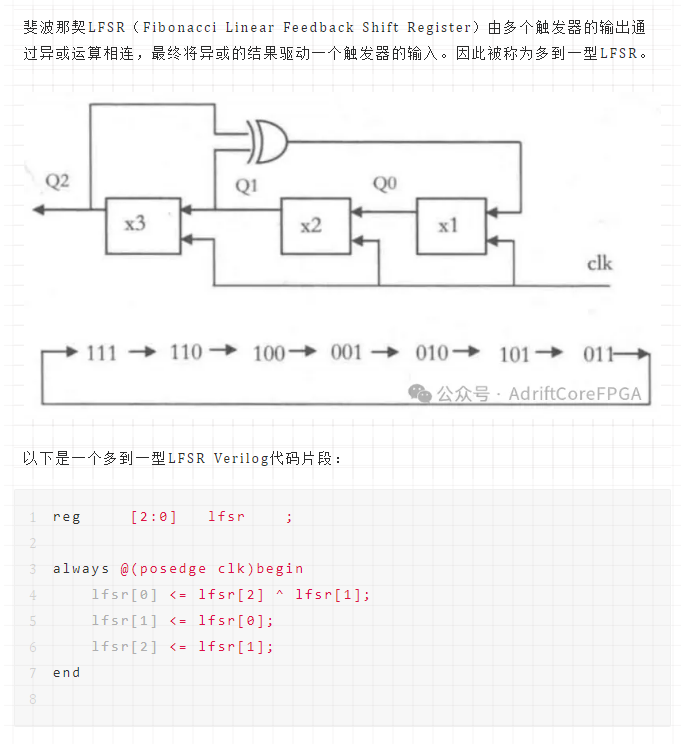 斐波那契LFSR（Fibonacci Linear Feedback Shift Register）由多个触发器的输出通
过异或运算相连，最终将异或的结果驱动一个触发器的输入。因此被称为多到一型LFSR。
Q2
Q1
Q0
x3
x2
x1
clk
111 110 100 001 010 101 011
公众号 · AdriftCoreFPGA
以下是一个多到一型LFSR Verilog代码片段：
1 reg [2:0] lfsr ;
2
3 always @(posedge clk)begin
4 lfsr[0] <= lfsr[2] ^ lfsr[1];
5 lfsr[1] <= lfsr[0];
6 lfsr[2] <= lfsr[1];
7 end
8